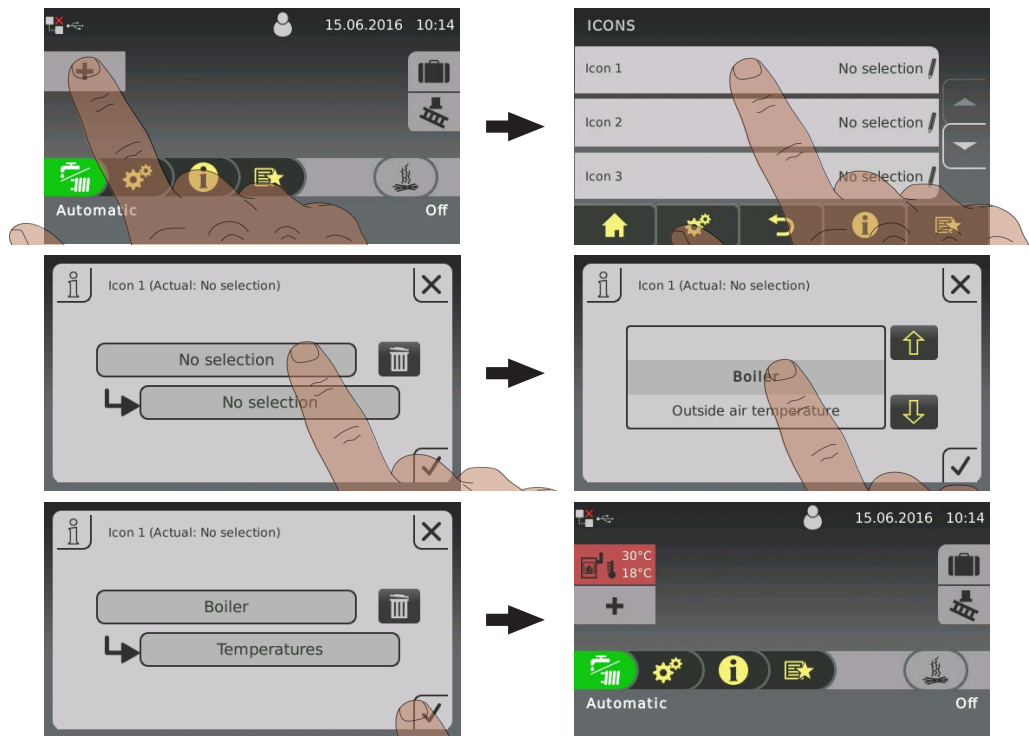 15.06.2016 10:14
Automatic Off
ICONS
Icon 1 No selection
Icon 2 No selection
Icon 3 No selection
Icon 1 (Actual: No selection)
No selection
No selection
Icon 1 (Actual: No selection)
Boiler
Outside air temperature
Icon 1 (Actual: No selection)
Boiler
Temperatures
15.06.2016 10:14
30°C
18°C
Automatic Off